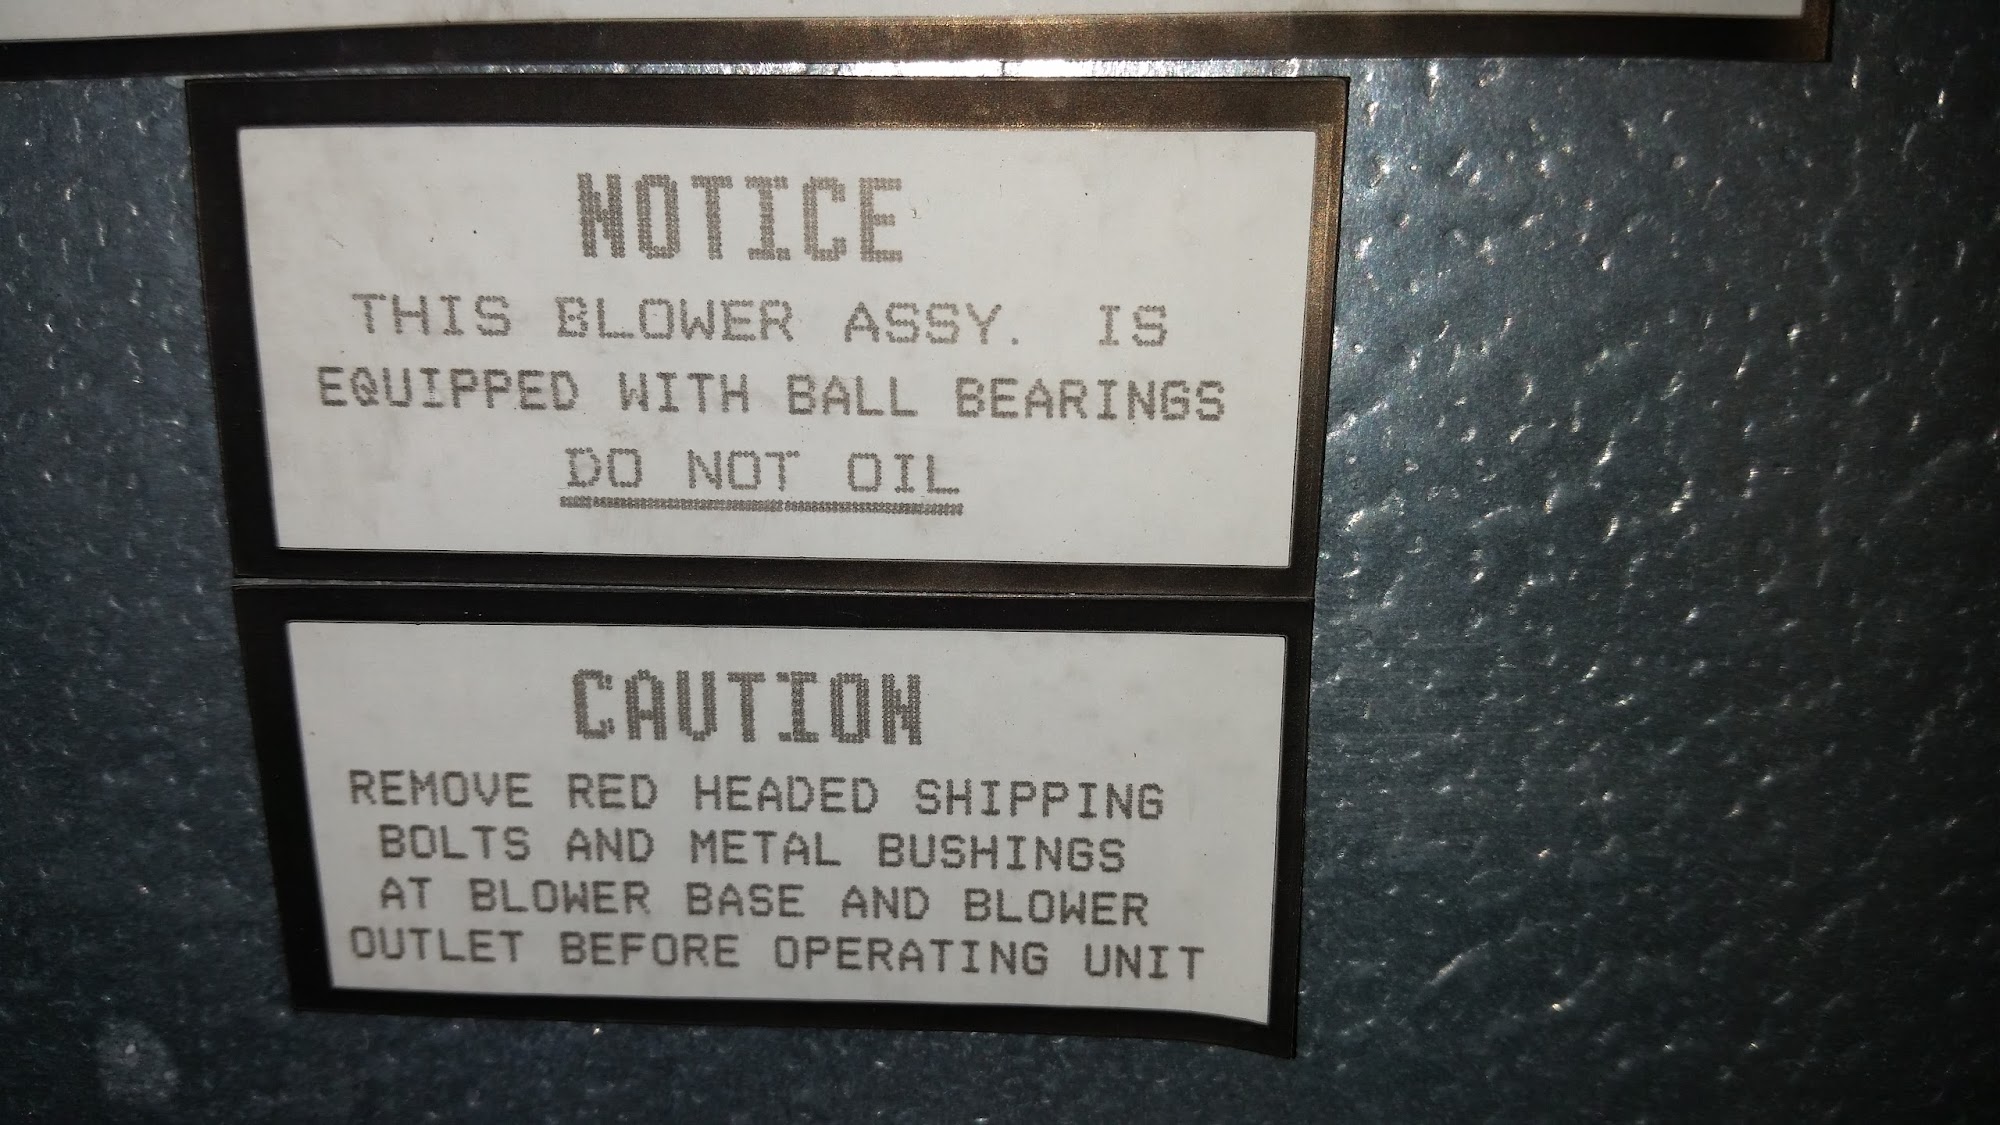 NOTICE
THIS BLOWER ASSY. IS
EQUIPPED WITH BALL BEARINGS
DO NOT OIL
CAUTION
REMOVE RED HEADED SHIPPING
BOLTS AND METAL BUSHINGS
AT BLOWER BASE AND BLOWER
OUTLET BEFORE OPERATING UNIT